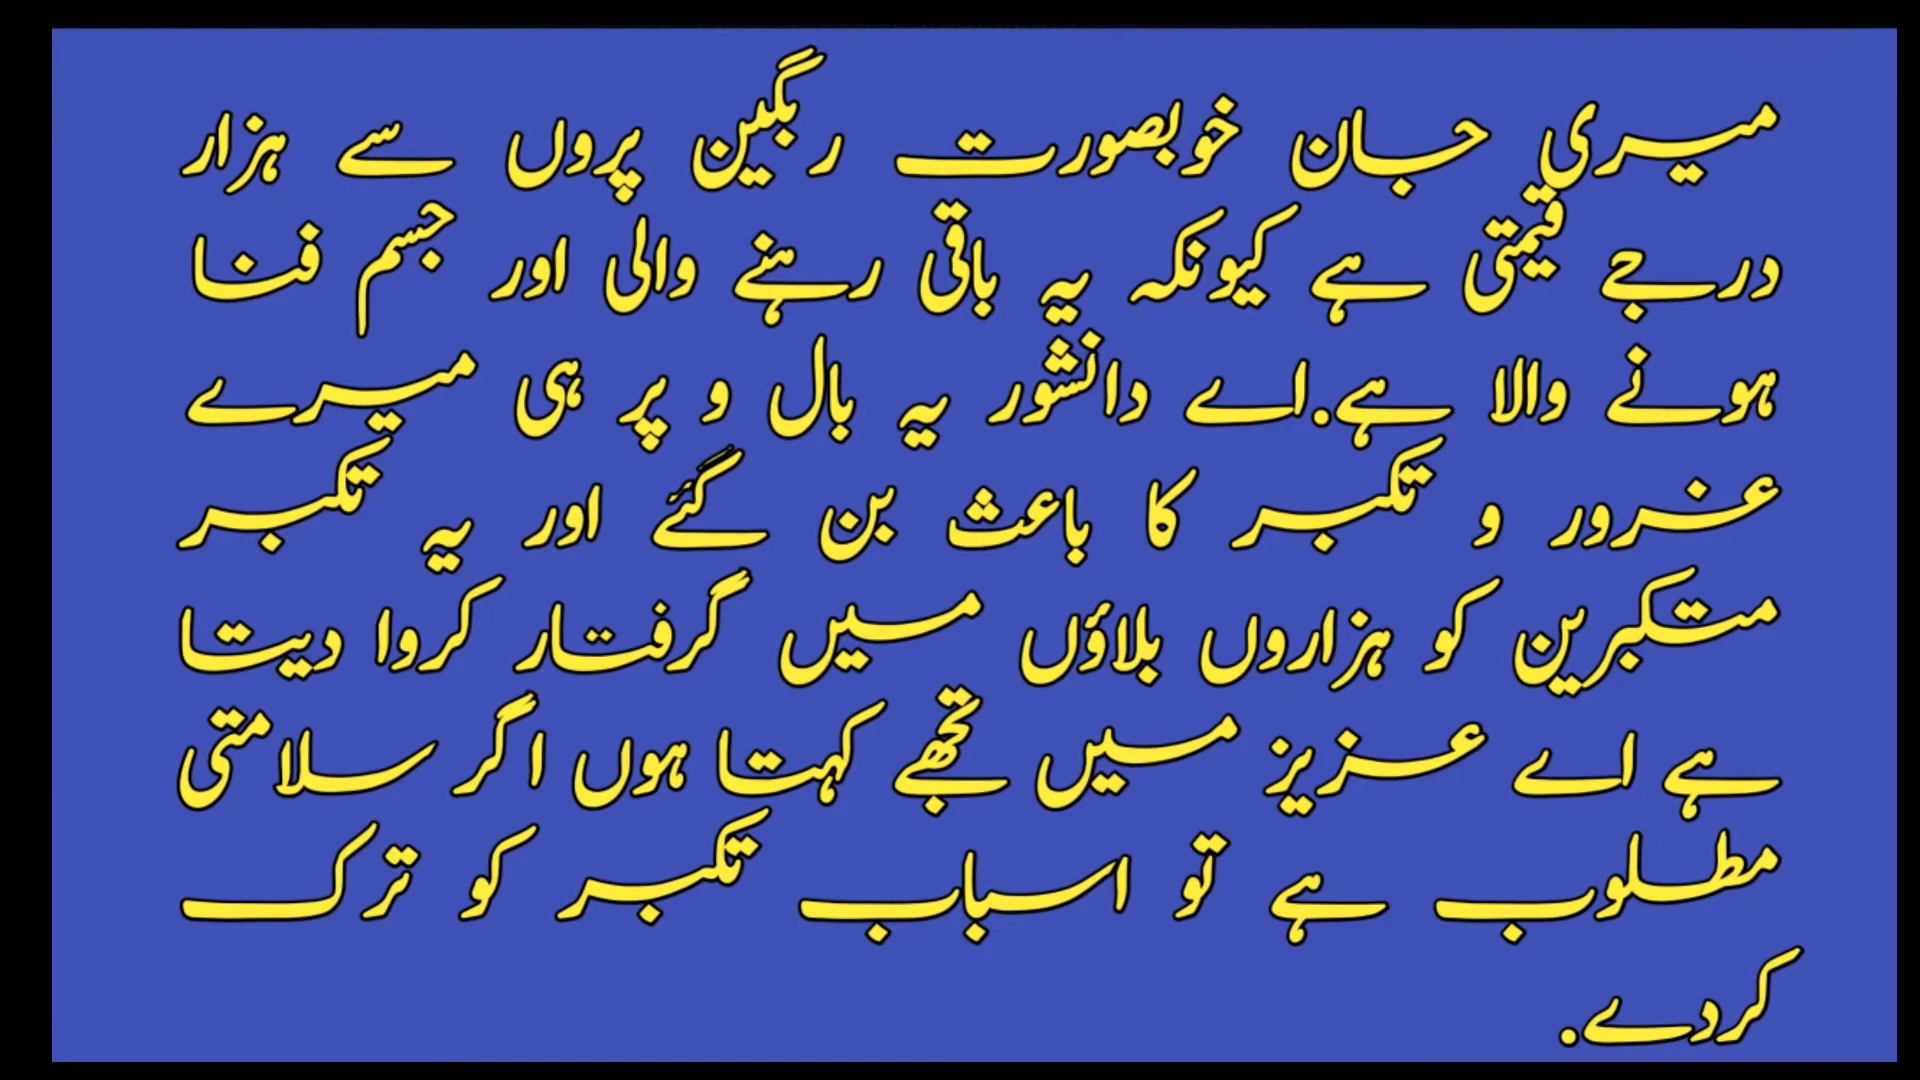 میری جان خوبصورت ربگین پروں سے ہزار
درجے قیمتی ہے کیونکہ یہ باقی رہنے والی اور جسم فنا
ہونے والا ہے.اے دانشور یہ بال و پر ہی میرے
غرور و تکبر کا باعث بن گئے اور یہ تکبر
متکبرین کو ہزاروں بلاؤں میں گرفتار کروا دیتا
ہے اے عزیز میں تجھے کہتا ہوں اگر سلامتی
مطلوب ہے تو اسباب تکبر کو ترک
کردے.